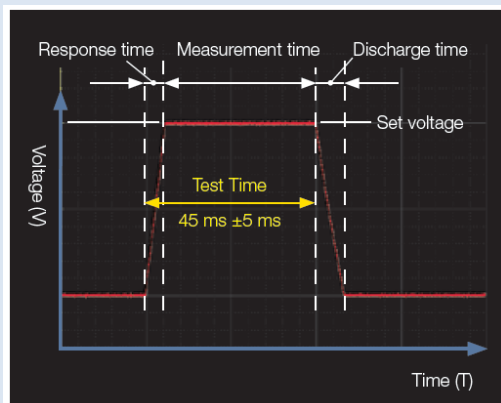 Response time
Measurement time
Discharge time
Set voltage
Voltage (V)
Test Time
45 ms ±5 ms
Time (T)